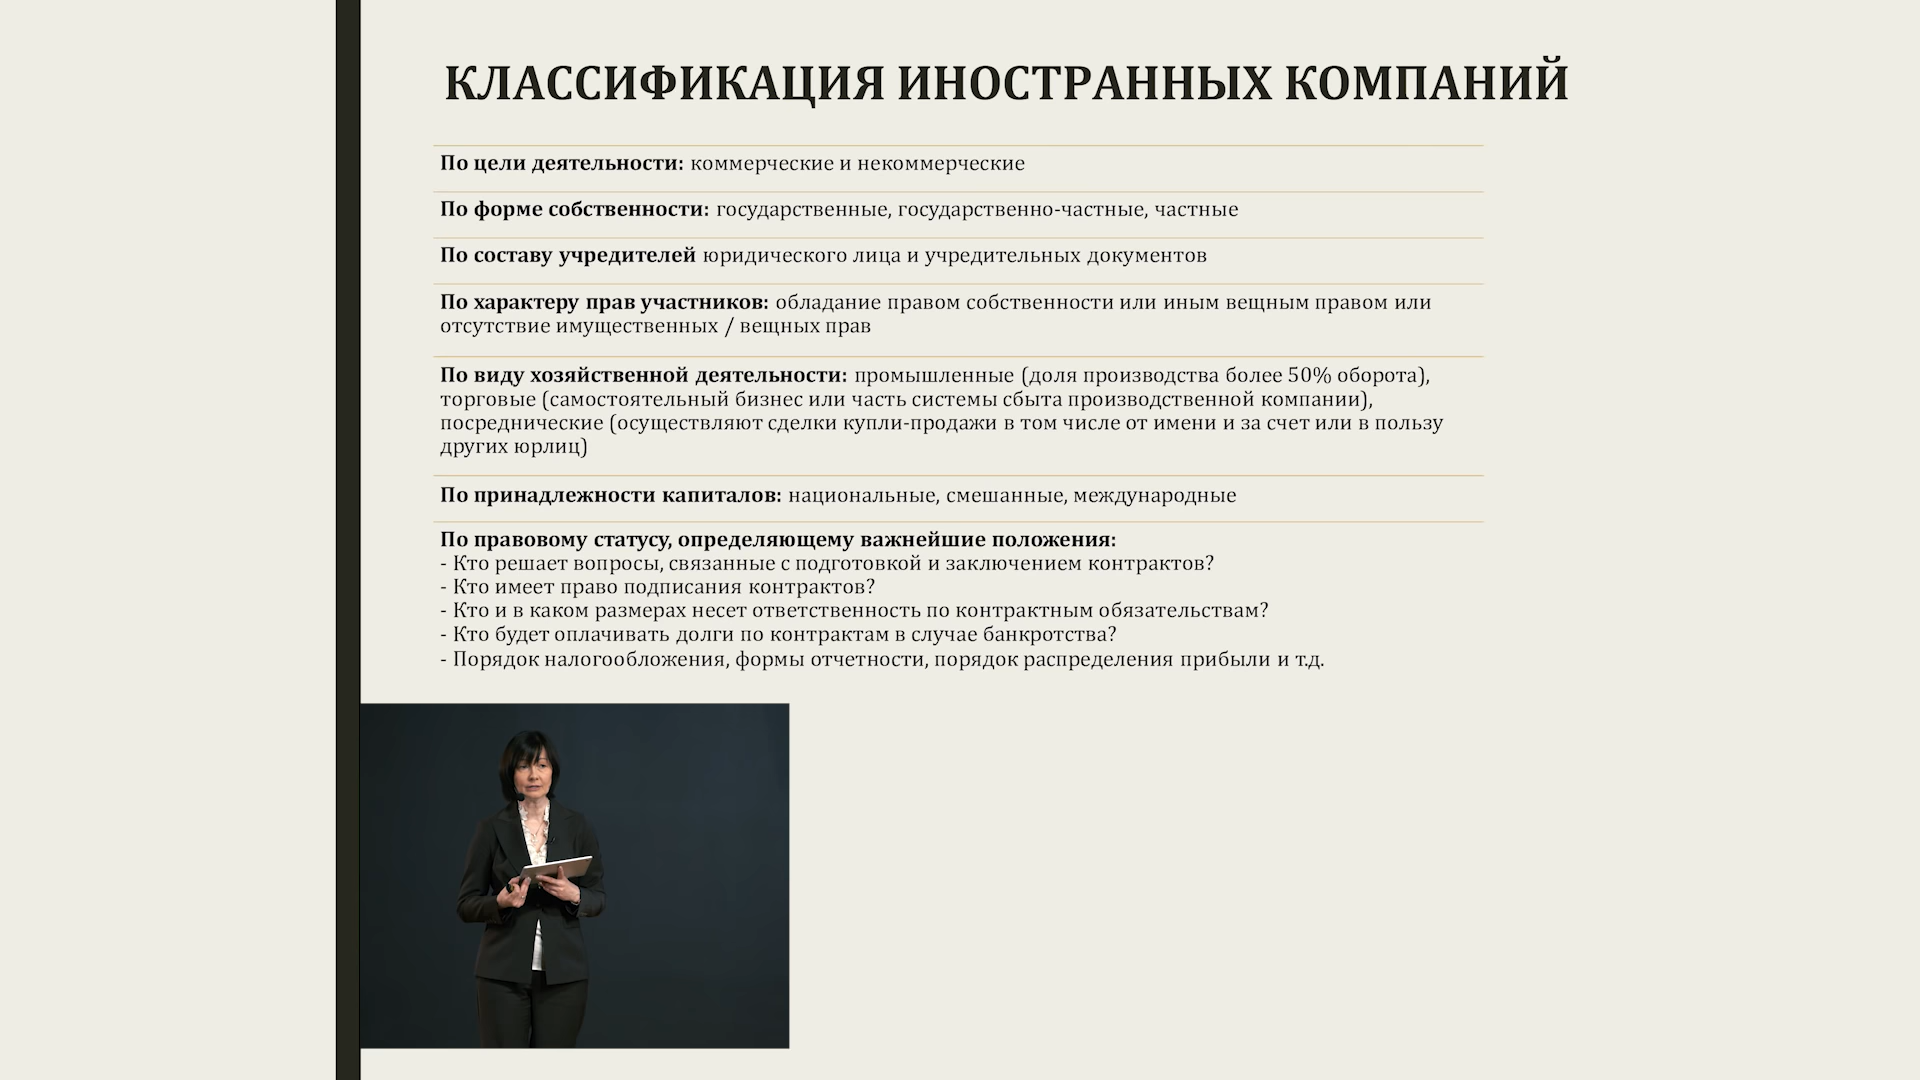 КЛАССИФИКАЦИЯ ИНОСТРАННЫХ КОМПАНИЙ
По цели деятельности: коммерческие и некоммерческие
По форме собственности: государственные, государственно-частные, частные
По составу учредителей юридического лица и учредительных документов
По характеру прав участников: обладание правом собственности или иным вещным правом или
отсутствие имущественных / вещных прав
По виду хозяйственной деятельности: промышленные (доля производства более 50% оборота),
торговые (самостоятельный бизнес или часть системы сбыта производственной компании),
посреднические (осуществляют сделки купли-продажи в том числе от имени и за счет или в пользу
других юрлиц)
По принадлежности капиталов: национальные, смешанные, международные
По правовому статусу, определяющему важнейшие положения:
- Кто решает вопросы, связанные с подготовкой и заключением контрактов?
- Кто имеет право подписания контрактов?
- Кто и в каком размерах несет ответственность по контрактным обязательствам?
- Кто будет оплачивать долги по контрактам в случае банкротства?
- Порядок налогообложения, формы отчетности, порядок распределения прибыли и т.д.